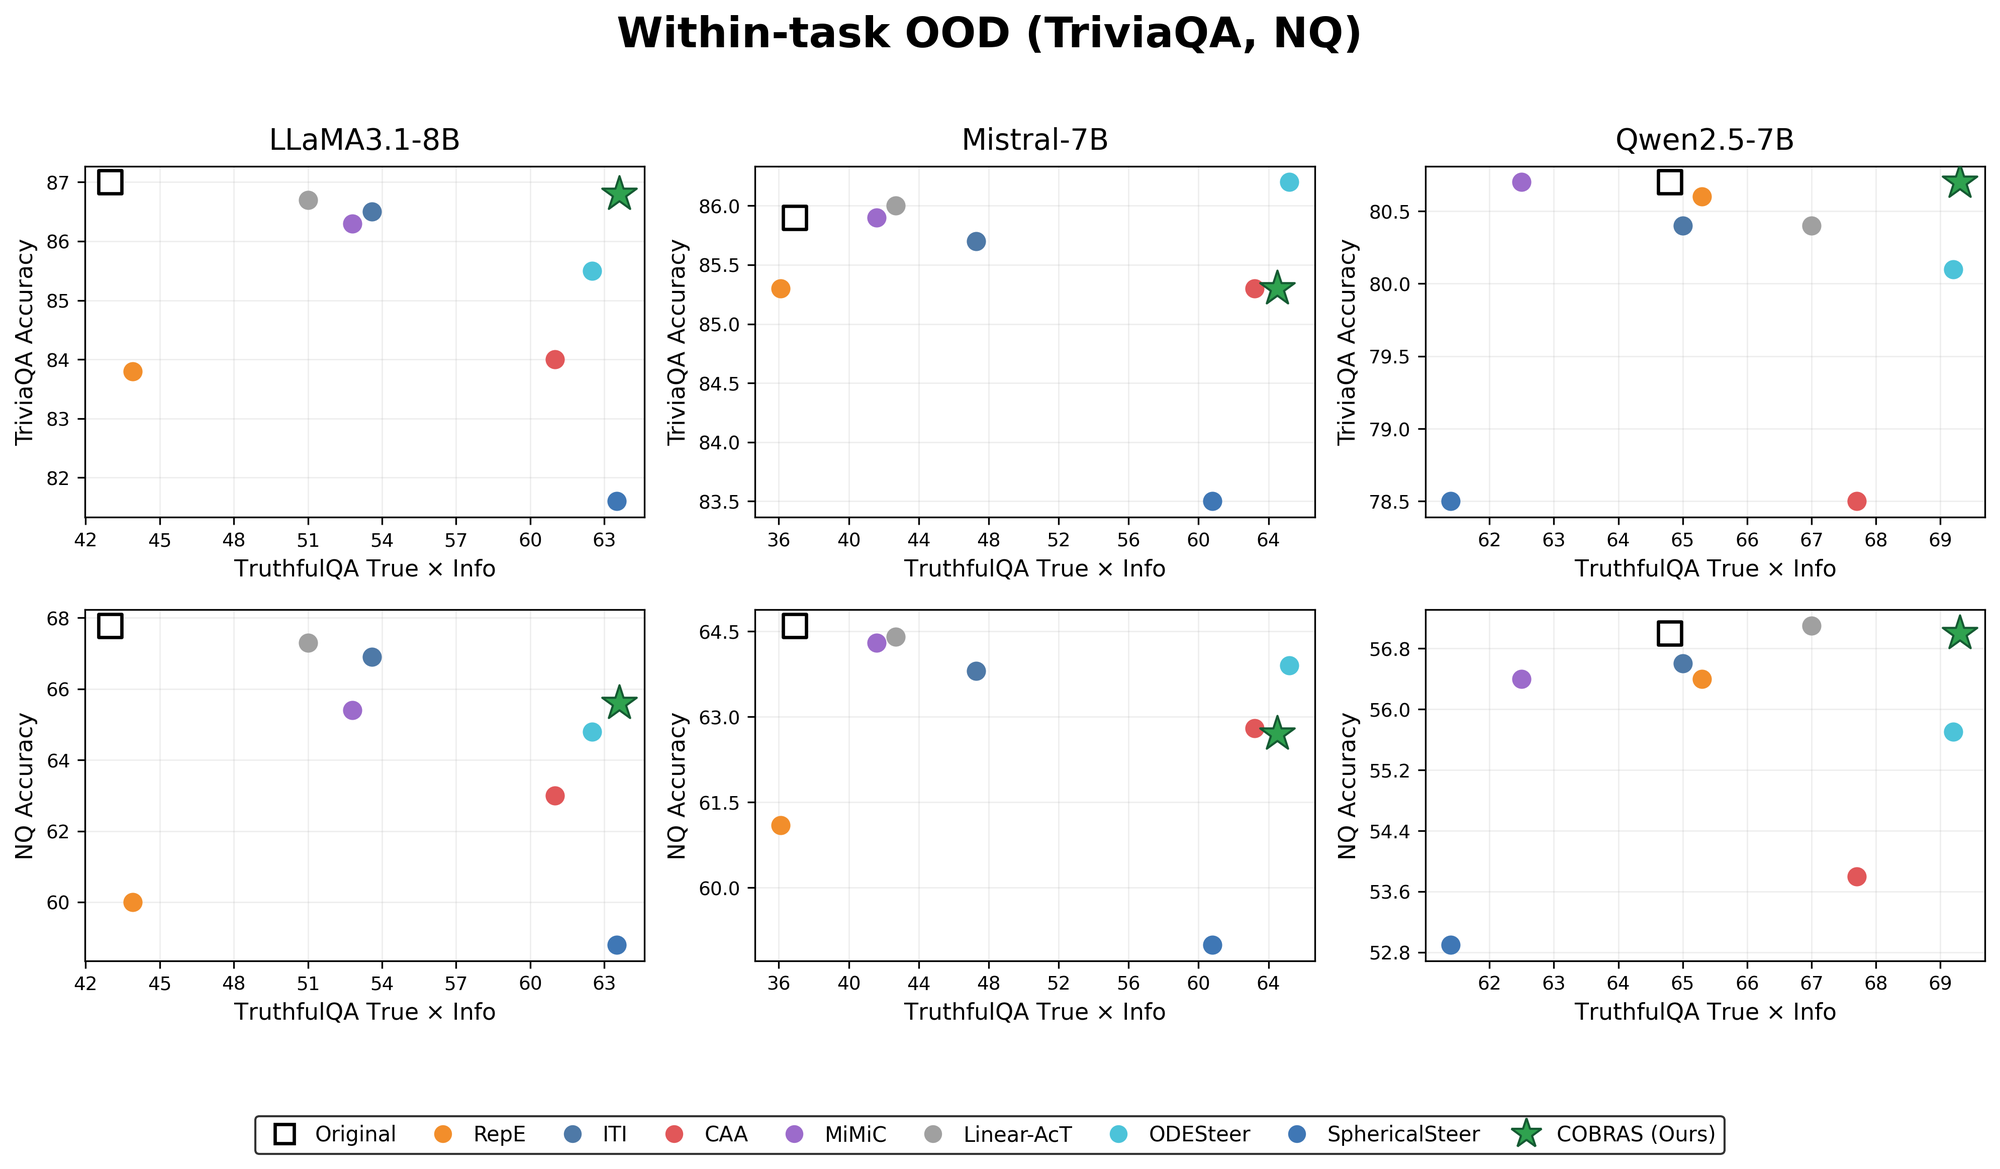 Within-task OOD (TriviaQA, NQ)
LLaMA3.1-8B
Mistral-7B
Qwen2.5-7B
TriviaQA Accuracy
87
86
85
84
83
82
42 45 48 51 54 57 60 63
TruthfulQA True × Info
TriviaQA Accuracy
86.0
85.5
85.0
84.5
84.0
83.5
36 40 44 48 52 56 60 64
TruthfulQA True × Info
TriviaQA Accuracy
80.5
80.0
79.5
79.0
78.5
62 63 64 65 66 67 68 69
TruthfulQA True × Info
NQ Accuracy
68
66
64
62
60
42 45 48 51 54 57 60 63
TruthfulQA True × Info
NQ Accuracy
64.5
63.0
61.5
60.0
36 40 44 48 52 56 60 64
TruthfulQA True × Info
NQ Accuracy
56.8
56.0
55.2
54.4
53.6
52.8
62 63 64 65 66 67 68 69
TruthfulQA True × Info
Original RepE ITI CAA MiMiC Linear-AcT ODESteer SphericalSteer COBRAS (Ours)